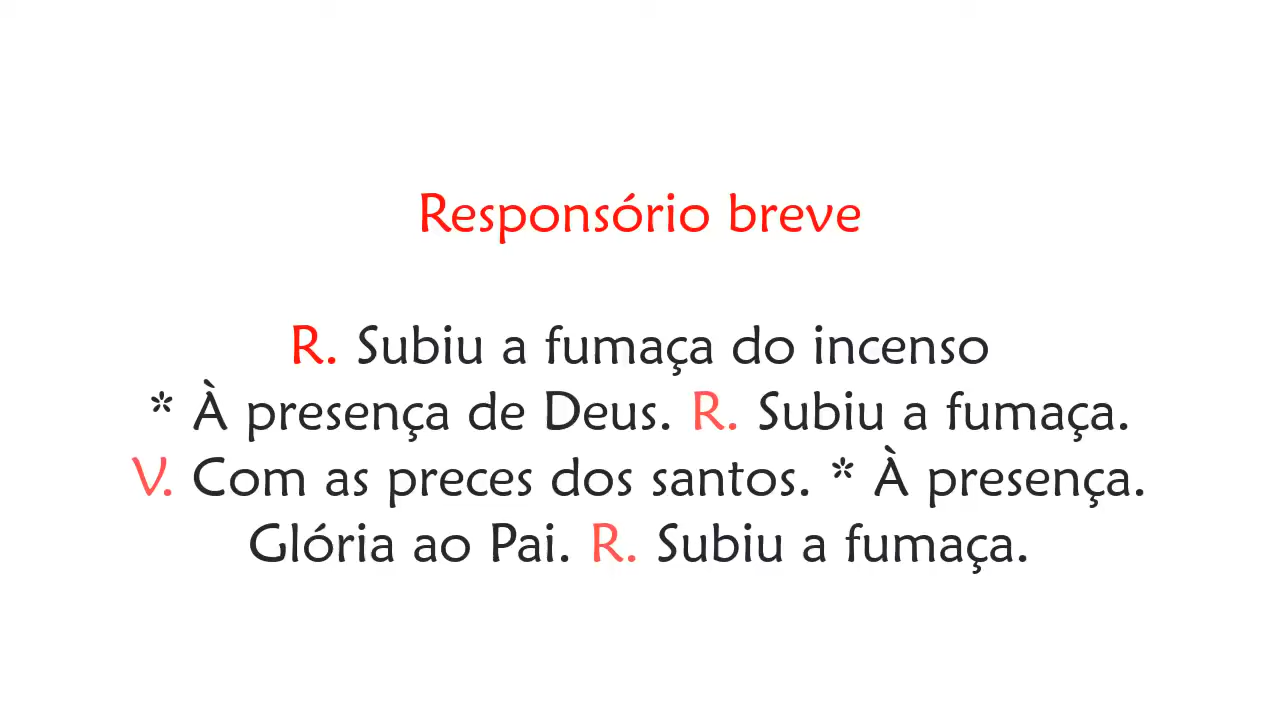 Responsório breve
R. Subiu a fumaça do incenso
* À presença de Deus. R. Subiu a fumaça.
V. Com as preces dos santos. * À presença.
Glória ao Pai. R. Subiu a fumaça.